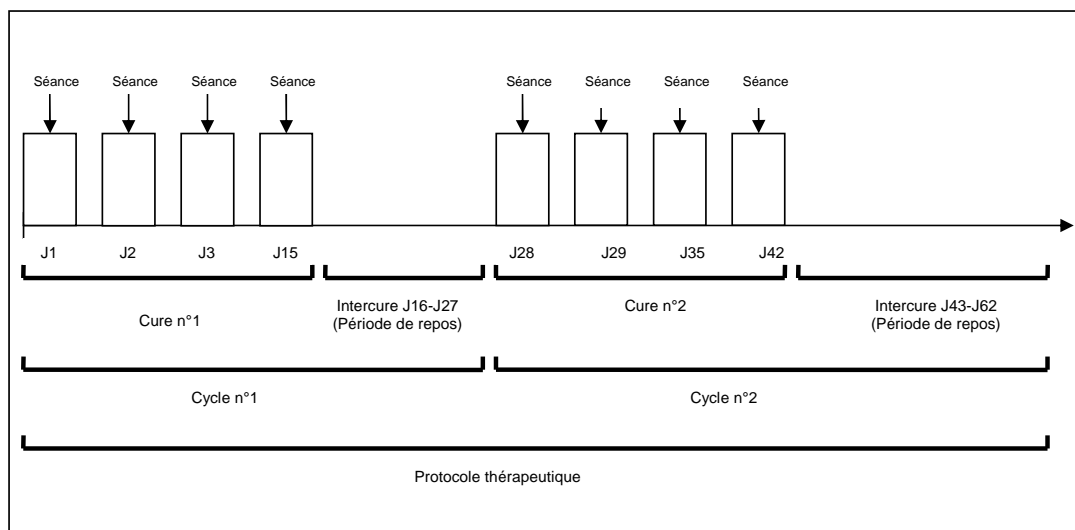 Séance Séance Séance Séance Séance Séance Séance Séance
J1 J2 J3 J15 J28 J29 J35 J42
Cure n°1
Intercure J16-J27
(Période de repos)
Cure n°2
Intercure J43-J62
(Période de repos)
Cycle n°1
Cycle n°2
Protocole thérapeutique